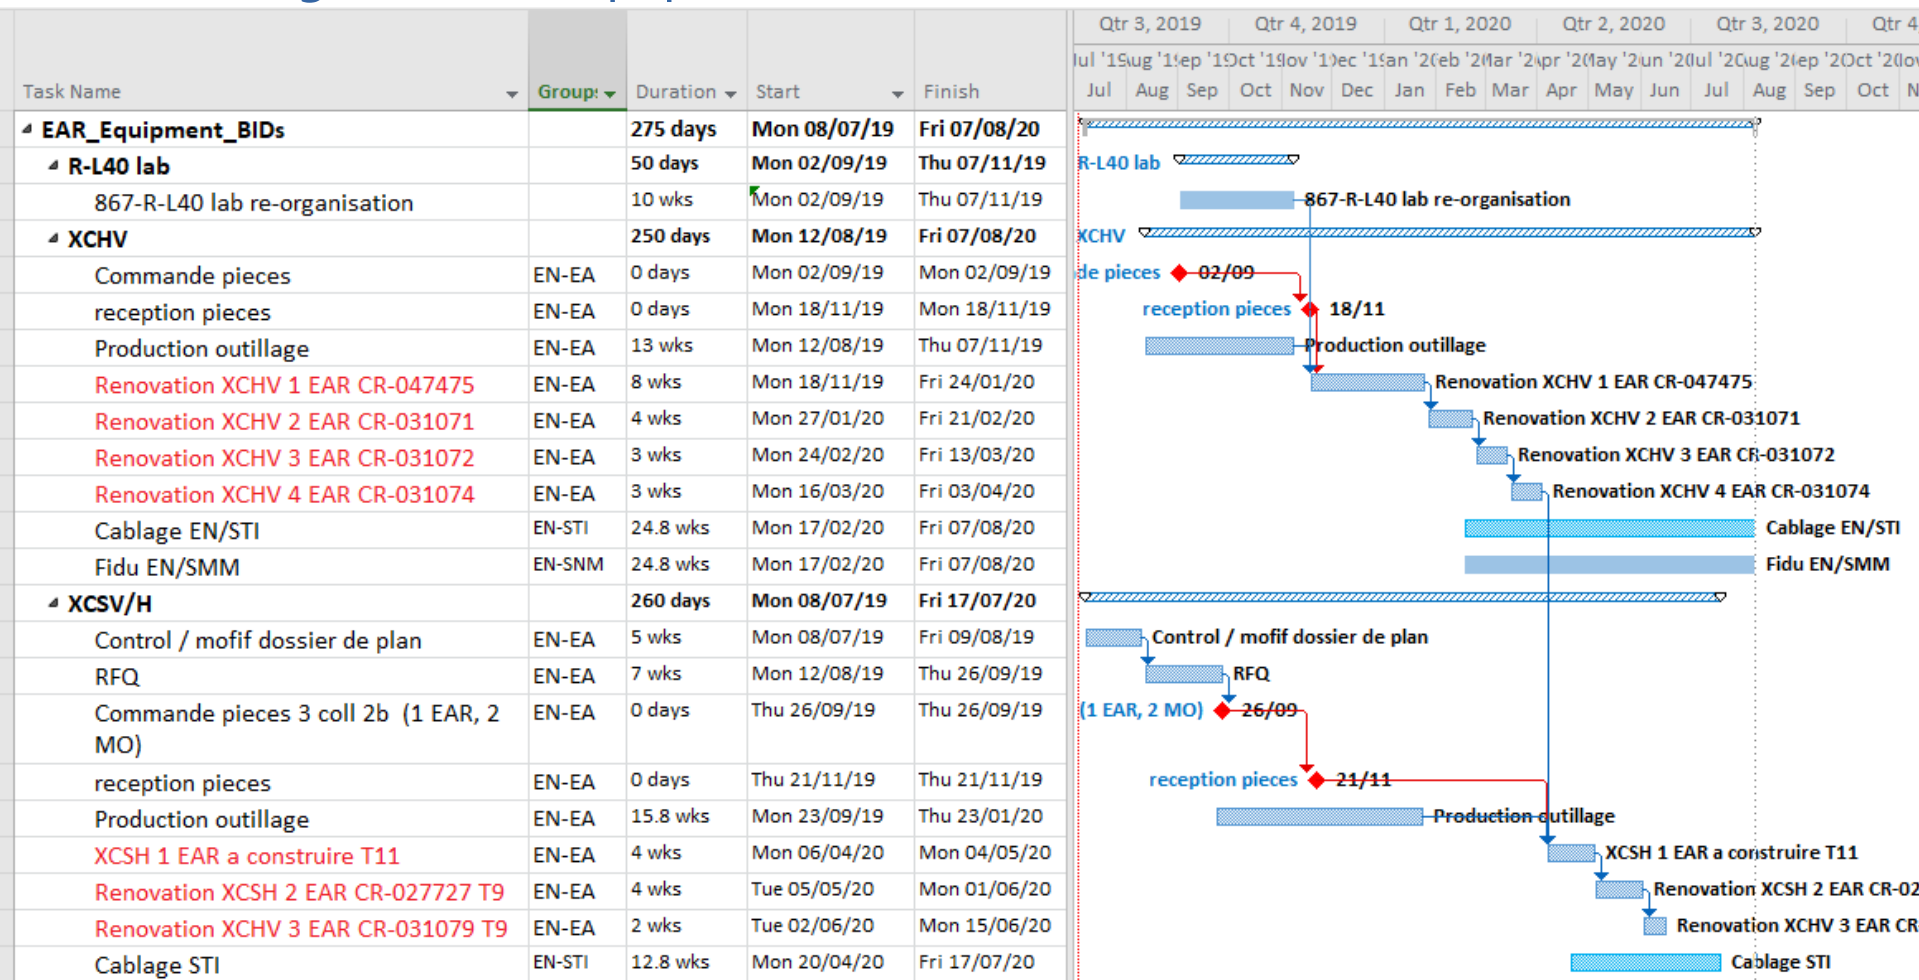 Qtr 3, 2019 Qtr 4, 2019 Qtr 1, 2020 Qtr 2, 2020 Qtr 3, 2020 Qtr 4
Task Name Groups Duration Start Finish Jul Aug Sep Oct Nov Dec Jan Feb Mar Apr May Jun Jul Aug Sep Oct N
EAR_Equipment_BIDs 275 days Mon 08/07/19 Fri 07/08/20
R-L40 lab 50 days Mon 02/09/19 Thu 07/11/19 R-L40 lab
867-R-L40 lab re-organisation 10 wks Mon 02/09/19 Thu 07/11/19 867-R-L40 lab re-organisation
XCHV 250 days Mon 12/08/19 Fri 07/08/20 XCHV
Commande pieces EN-EA 0 days Mon 02/09/19 Mon 02/09/19 de pieces 02/09
reception pieces EN-EA 0 days Mon 18/11/19 Mon 18/11/19 reception pieces 18/11
Production outillage EN-EA 13 wks Mon 12/08/19 Thu 07/11/19 Production outillage
Renovation XCHV 1 EAR CR-047475 EN-EA 8 wks Mon 18/11/19 Fri 24/01/20 Renovation XCHV 1 EAR CR-047475
Renovation XCHV 2 EAR CR-031071 EN-EA 4 wks Mon 27/01/20 Fri 21/02/20 Renovation XCHV 2 EAR CR-031071
Renovation XCHV 3 EAR CR-031072 EN-EA 3 wks Mon 24/02/20 Fri 13/03/20 Renovation XCHV 3 EAR CR-031072
Renovation XCHV 4 EAR CR-031074 EN-EA 3 wks Mon 16/03/20 Fri 03/04/20 Renovation XCHV 4 EAR CR-031074
Cablage EN/STI EN-STI 24.8 wks Mon 17/02/20 Fri 07/08/20 Cablage EN/STI
Fidu EN/SMM EN-SNM 24.8 wks Mon 17/02/20 Fri 07/08/20 Fidu EN/SMM
XCSV/H 260 days Mon 08/07/19 Fri 17/07/20
Control / mofif dossier de plan EN-EA 5 wks Mon 08/07/19 Fri 09/08/19 Control / mofif dossier de plan
RFQ EN-EA 7 wks Mon 12/08/19 Thu 26/09/19 RFQ
Commande pieces 3 coll 2b (1 EAR, 2 EN-EA 0 days Thu 26/09/19 Thu 26/09/19 (1 EAR, 2 MO) 26/09
MO)
reception pieces EN-EA 0 days Thu 21/11/19 Thu 21/11/19 reception pieces 21/11
Production outillage EN-EA 15.8 wks Mon 23/09/19 Thu 23/01/20 Production outillage
XCSH 1 EAR a construire T11 EN-EA 4 wks Mon 06/04/20 Mon 04/05/20 XCSH 1 EAR a construire T11
Renovation XCSH 2 EAR CR-027727 T9 EN-EA 4 wks Tue 05/05/20 Mon 01/06/20 Renovation XCSH 2 EAR CR-02
Renovation XCHV 3 EAR CR-031079 T9 EN-EA 2 wks Tue 02/06/20 Mon 15/06/20 Renovation XCHV 3 EAR CR
Cablage STI EN-STI 12.8 wks Mon 20/04/20 Fri 17/07/20 Cablage STI